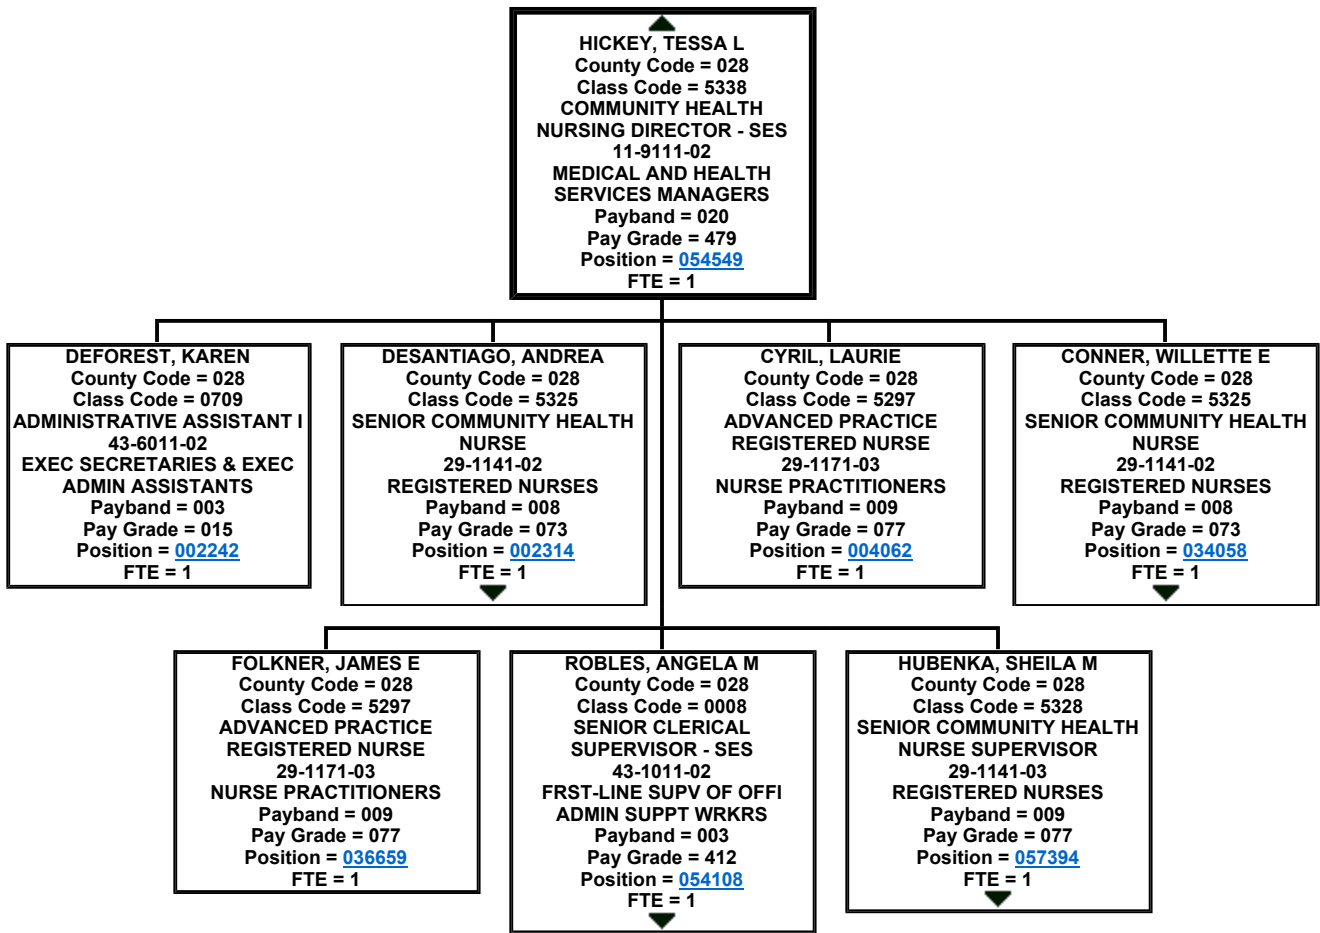 HICKEY, TESSA L
County Code = 028
Class Code = 5338
COMMUNITY HEALTH
NURSING DIRECTOR - SES
11-9111-02
MEDICAL AND HEALTH
SERVICES MANAGERS
Payband = 020
Pay Grade = 479
Position = 054549
FTE = 1
DEFOREST, KAREN
County Code = 028
Class Code = 0709
ADMINISTRATIVE ASSISTANT I
43-6011-02
EXEC SECRETARIES & EXEC
ADMIN ASSISTANTS
Payband = 003
Pay Grade = 015
Position = 002242
FTE = 1
DESANTIAGO, ANDREA
County Code = 028
Class Code = 5325
SENIOR COMMUNITY HEALTH
NURSE
29-1141-02
REGISTERED NURSES
Payband = 008
Pay Grade = 073
Position = 002314
FTE = 1
CYRIL, LAURIE
County Code = 028
Class Code = 5297
ADVANCED PRACTICE
REGISTERED NURSE
29-1171-03
NURSE PRACTITIONERS
Payband = 009
Pay Grade = 077
Position = 004062
FTE = 1
CONNER, WILLETTE E
County Code = 028
Class Code = 5325
SENIOR COMMUNITY HEALTH
NURSE
29-1141-02
REGISTERED NURSES
Payband = 008
Pay Grade = 073
Position = 034058
FTE = 1
FOLKNER, JAMES E
County Code = 028
Class Code = 5297
ADVANCED PRACTICE
REGISTERED NURSE
29-1171-03
NURSE PRACTITIONERS
Payband = 009
Pay Grade = 077
Position = 036659
FTE = 1
ROBLES, ANGELA M
County Code = 028
Class Code = 0008
SENIOR CLERICAL
SUPERVISOR - SES
43-1011-02
FRST-LINE SUPV OF OFFI
ADMIN SUPPT WRKRS
Payband = 003
Pay Grade = 412
Position = 054108
FTE = 1
HUBENKA, SHEILA M
County Code = 028
Class Code = 5328
SENIOR COMMUNITY HEALTH
NURSE SUPERVISOR
29-1141-03
REGISTERED NURSES
Payband = 009
Pay Grade = 077
Position = 057394
FTE = 1